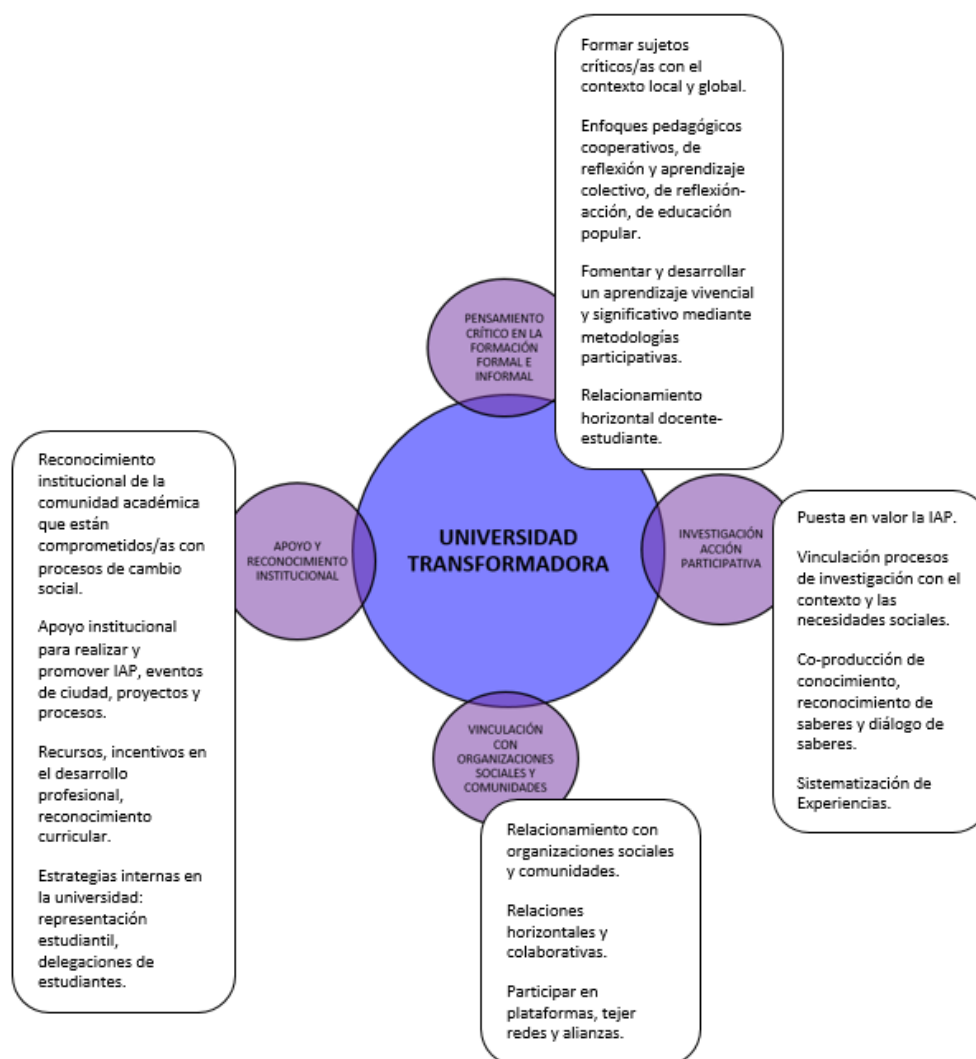 Formar sujetos
críticos/as con el
contexto local y global.
Enfoques pedagógicos
cooperativos, de
reflexión y aprendizaje
colectivo, de reflexión-
acción, de educación
popular.
Fomentar y desarrollar
un aprendizaje vivencial
y significativo mediante
metodologías
participativas.
Relacionamiento
horizontal docente-
estudiante.
PENSAMIENTO
CRÍTICO EN LA
FORMACIÓN
FORMAL E
INFORMAL
Reconocimiento
institucional de la
comunidad académica
que están
comprometidos/as con
procesos de cambio
social.
Apoyo institucional
para realizar y
promover IAP, eventos
de ciudad, proyectos y
procesos.
Recursos, incentivos en
el desarrollo
profesional,
reconocimiento
curricular.
Estrategias internas en
la universidad:
representación
estudiantil,
delegaciones de
estudiantes.
APOYO Y
RECONOCIMIENTO
INSTITUCIONAL
UNIVERSIDAD
TRANSFORMADORA
INVESTIGACIÓN
ACCIÓN
PARTICIPATIVA
Puesta en valor la IAP.
Vinculación procesos
de investigación con el
contexto y las
necesidades sociales.
Co-producción de
conocimiento,
reconocimiento de
saberes y diálogo de
saberes.
Sistematización de
Experiencias.
VINCULACIÓN
CON
ORGANIZACIONES
SOCIALES Y
COMUNIDADES
Relacionamiento con
organizaciones sociales
y comunidades.
Relaciones
horizontales y
colaborativas.
Participar en
plataformas, tejer
redes y alianzas.